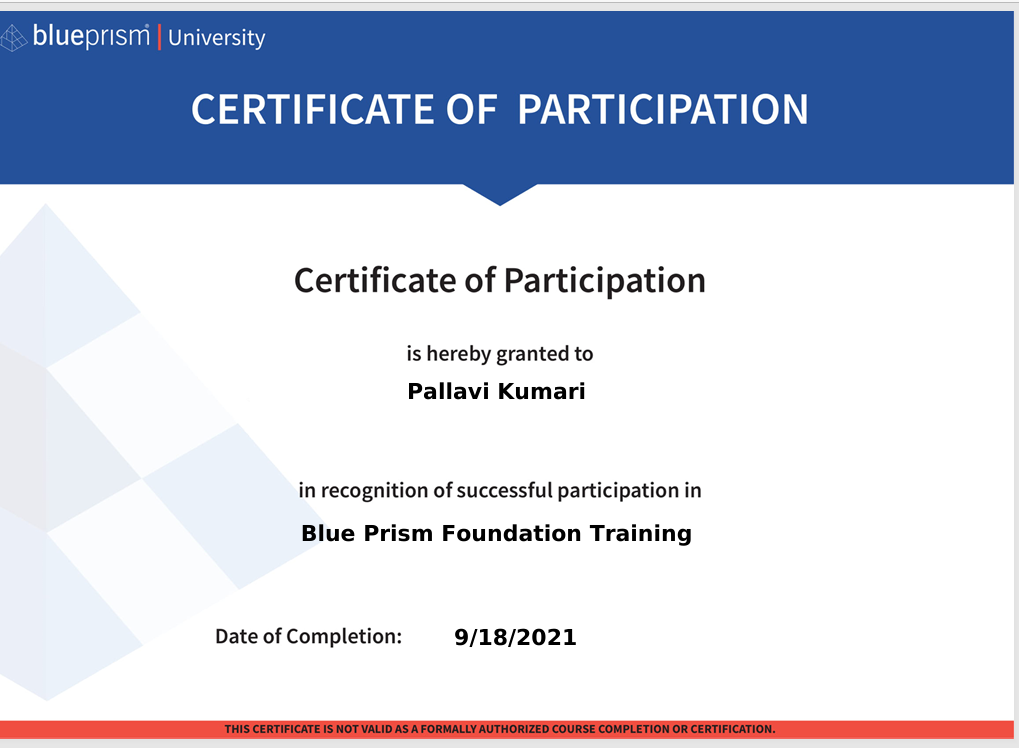 blueprism® | University
CERTIFICATE OF PARTICIPATION
Certificate of Participation
is hereby granted to
Pallavi Kumari
in recognition of successful participation in
Blue Prism Foundation Training
Date of Completion: 9/18/2021
THIS CERTIFICATE IS NOT VALID AS A FORMALLY AUTHORIZED COURSE COMPLETION OR CERTIFICATION.